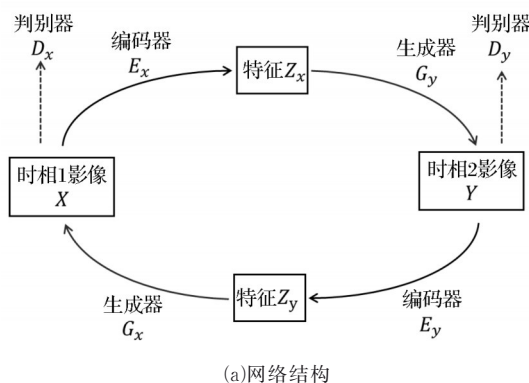 判别器
D_x
编码器
E_x
特征Z_x
生成器
G_y
判别器
D_y
时相1影像
X
时相2影像
Y
生成器
G_x
特征Z_y
编码器
E_y
(a)网络结构